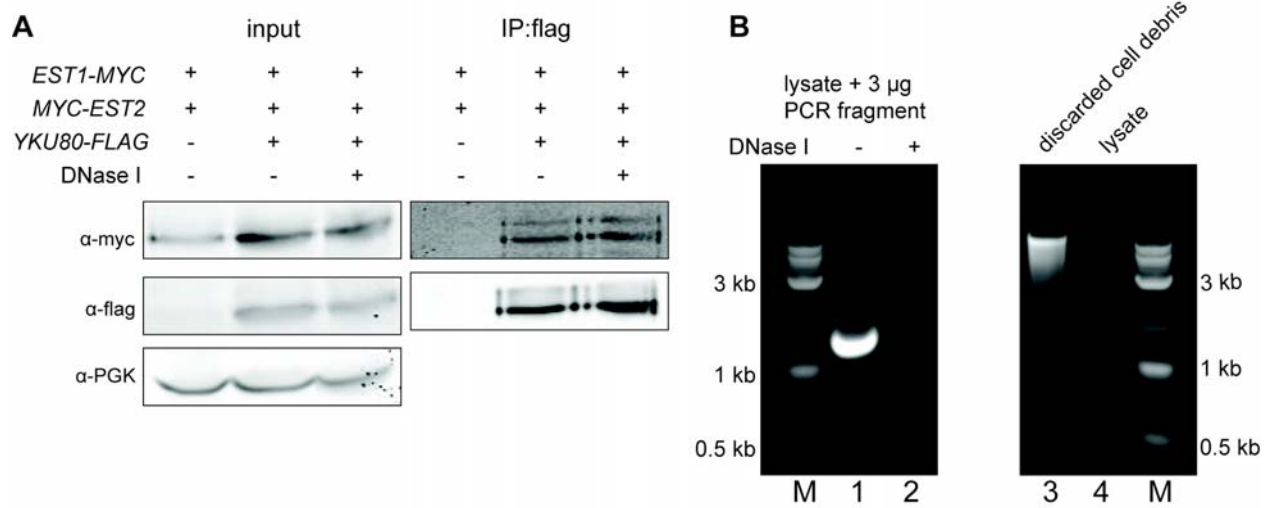 A
input
IP:flag
EST1-MYC + + + + + +
MYC-EST2 + + + + + +
YKU80-FLAG - + + - + +
DNase I - - + - - +
α-myc
α-flag
α-PGK
B
lysate + 3 µg
PCR fragment
DNase I - +
3 kb
1 kb
0.5 kb
M 1 2
discarded cell debris
lysate
3 kb
1 kb
0.5 kb
3 4 M